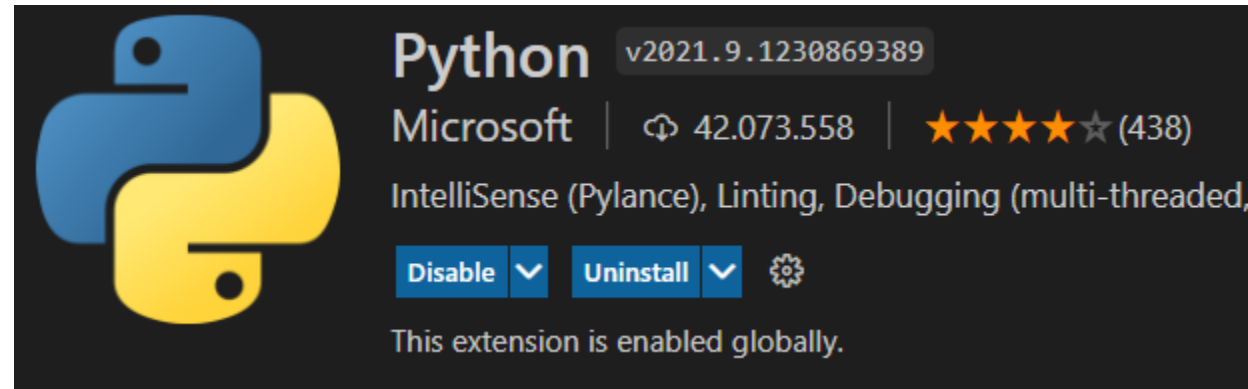 Python v2021.9.1230869389
Microsoft 42.073.558 (438)
IntelliSense (Pylance), Linting, Debugging (multi-threaded,
Disable Uninstall
This extension is enabled globally.